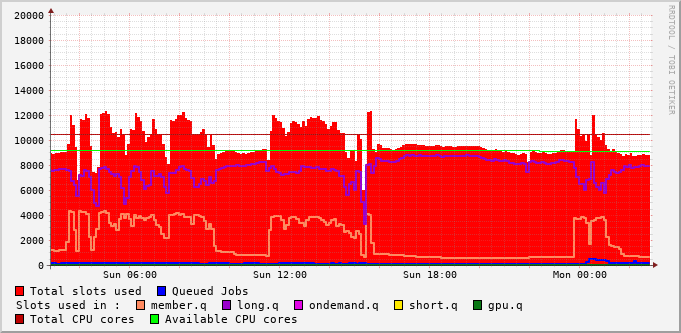 20000
18000
16000
14000
12000
10000
8000
6000
4000
2000
0
Sun 06:00 Sun 12:00 Sun 18:00 Mon 00:00
RRDTOOL / TOBI OETIKER
Total slots used Queued Jobs
Slots used in : member.q long.q ondemand.q short.q gpu.q
Total CPU cores Available CPU cores